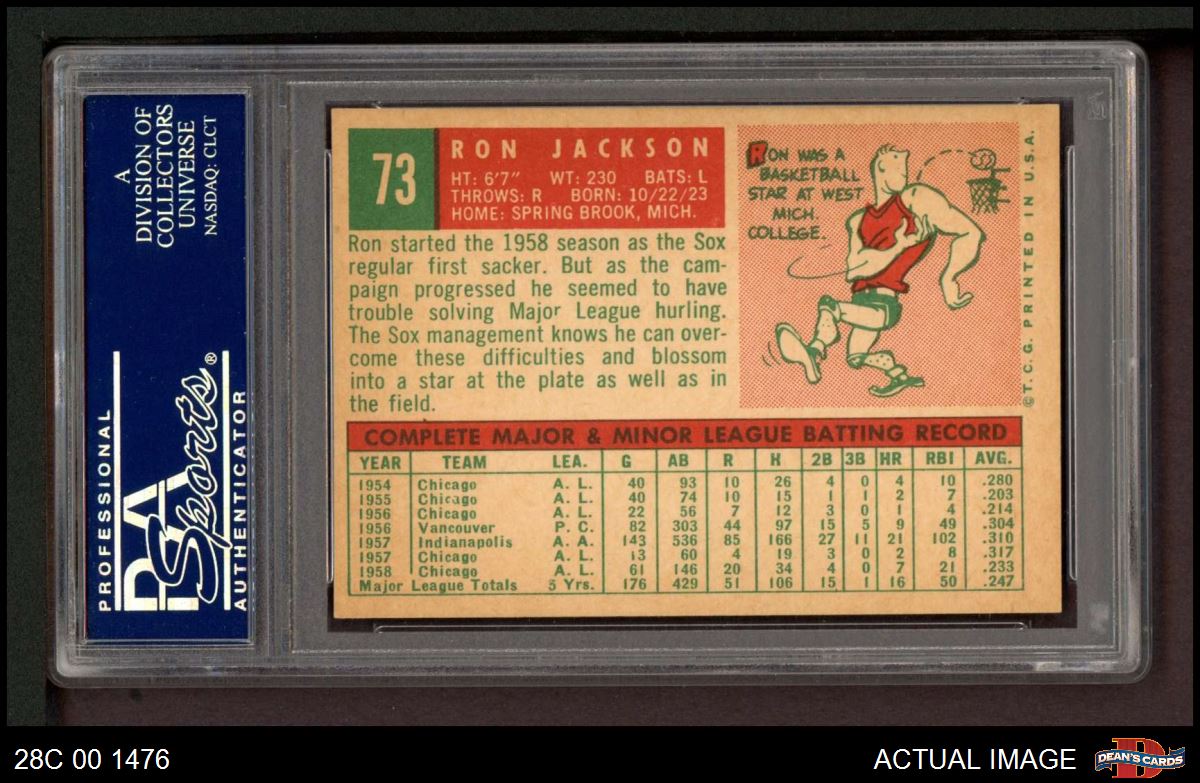 A
DIVISION OF
COLLECTORS
UNIVERSE
NASDAQ: CLCT
PROFESSIONAL
PSA
Sports®
AUTHENTICATOR
73
RON JACKSON
HT: 6'7" WT: 230 BATS: L
THROWS: R BORN: 10/22/23
HOME: SPRING BROOK, MICH.
Ron started the 1958 season as the Sox
regular first sacker. But as the cam-
paign progressed he seemed to have
trouble solving Major League hurling.
The Sox management knows he can over-
come these difficulties and blossom
into a star at the plate as well as in
the field.
RON WAS A
BASKETBALL
STAR AT WEST
MICH.
COLLEGE.
©T.C.G. PRINTED IN U.S.A.
COMPLETE MAJOR & MINOR LEAGUE BATTING RECORD
YEAR TEAM LEA. G AB R H 2B 3B HR RBI AVG.
1954 Chicago A. L. 40 93 10 26 4 0 4 10 .280
1955 Chicago A. L. 40 74 10 15 1 1 2 7 .203
1956 Chicago A. L. 22 56 7 12 3 0 1 4 .214
1956 Vancouver P. C. 82 303 44 97 15 5 9 49 .304
1957 Indianapolis A. A. 143 536 85 166 27 11 21 102 .310
1957 Chicago A. L. 13 60 4 19 3 0 2 8 .317
1958 Chicago A. L. 61 146 20 34 4 0 7 21 .233
Major League Totals 5 Yrs. 176 429 51 106 15 1 16 50 .247
28C 00 1476
ACTUAL IMAGE
D
DEAN'S CARDS